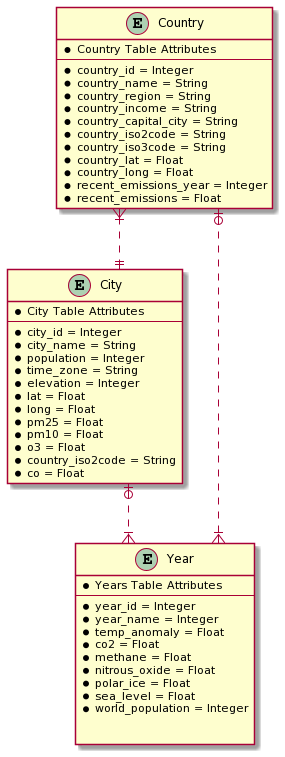 E Country
Country Table Attributes
country_id = Integer
country_name = String
country_region = String
country_income = String
country_capital_city = String
country_iso2code = String
country_iso3code = String
country_lat = Float
country_long = Float
recent_emissions_year = Integer
recent_emissions = Float
E City
City Table Attributes
city_id = Integer
city_name = String
population = Integer
time_zone = String
elevation = Integer
lat = Float
long = Float
pm25 = Float
pm10 = Float
o3 = Float
country_iso2code = String
co = Float
E Year
Years Table Attributes
year_id = Integer
year_name = Integer
temp_anomaly = Float
co2 = Float
methane = Float
nitrous_oxide = Float
polar_ice = Float
sea_level = Float
world_population = Integer